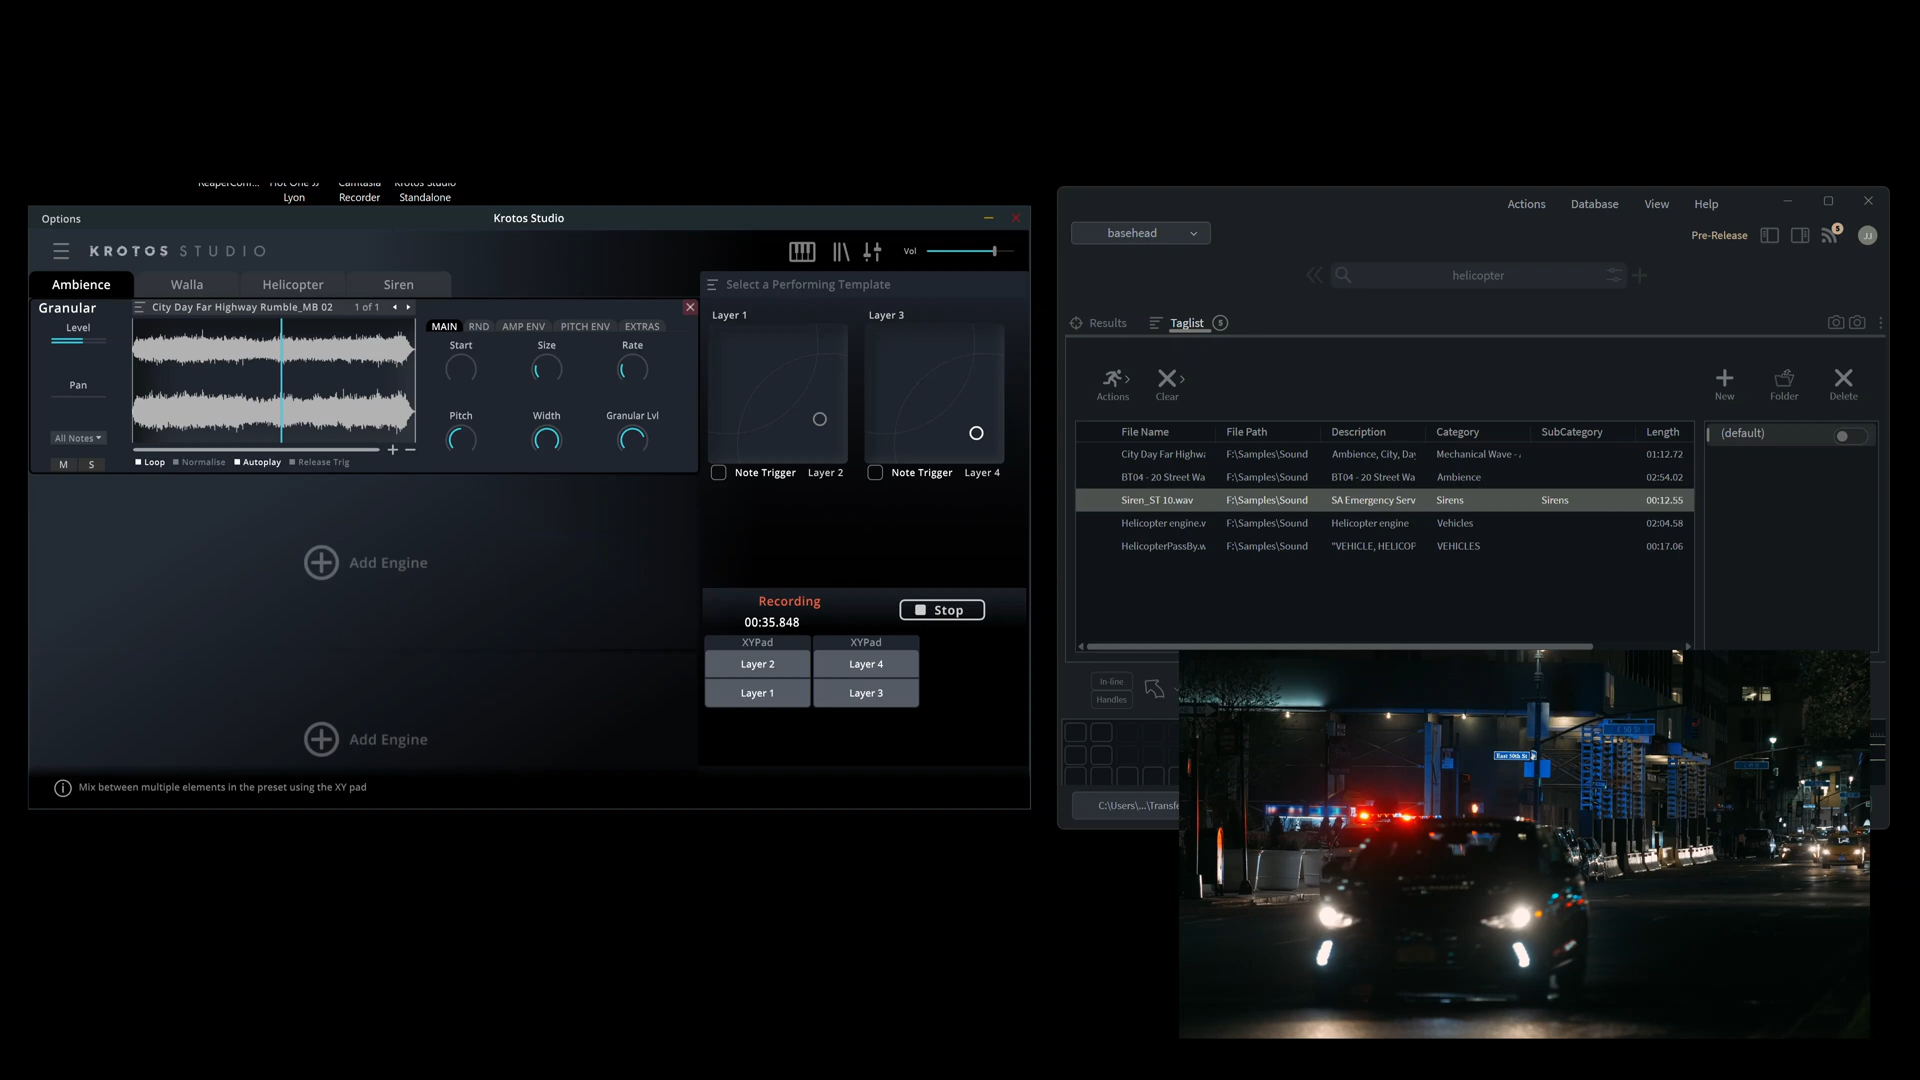 Lyon
Recorder
Standalone
Options
Krotos Studio
KROTOS STUDIO
Vol
Ambience
Walla
Helicopter
Siren
Granular
City Day Far Highway Rumble_MB 02
1 of 1
Level
Pan
All Notes
M
S
Loop
Normalise
Autoplay
Release Trig
MAIN
RND
AMP ENV
PITCH ENV
EXTRAS
Start
Size
Rate
Pitch
Width
Granular Lvl
Add Engine
Add Engine
Mix between multiple elements in the preset using the XY pad
Select a Performing Template
Layer 1
Layer 3
Note Trigger
Layer 2
Note Trigger
Layer 4
Recording
00:35.848
Stop
XYPad
XYPad
Layer 2
Layer 4
Layer 1
Layer 3
Actions
Database
View
Help
basehead
Pre-Release
5
JJ
helicopter
Results
Taglist
5
Actions
Clear
New
Folder
Delete
File Name
File Path
Description
Category
SubCategory
Length
City Day Far Highw
F:\Samples\Sound
Ambience, City, Day
Mechanical Wave -
01:12.72
BT04 - 20 Street Wa
F:\Samples\Sound
BT04 - 20 Street Wa
Ambience
02:54.02
Siren_ST 10.wav
F:\Samples\Sound
SA Emergency Serv
Sirens
Sirens
00:12.55
Helicopter engine.v
F:\Samples\Sound
Helicopter engine
Vehicles
02:04.58
HelicopterPassBy.w
F:\Samples\Sound
"VEHICLE, HELICOP
VEHICLES
00:17.06
(default)
In-line
Handles
C:\Users\...\Transfe
East 50th St
E 50 St